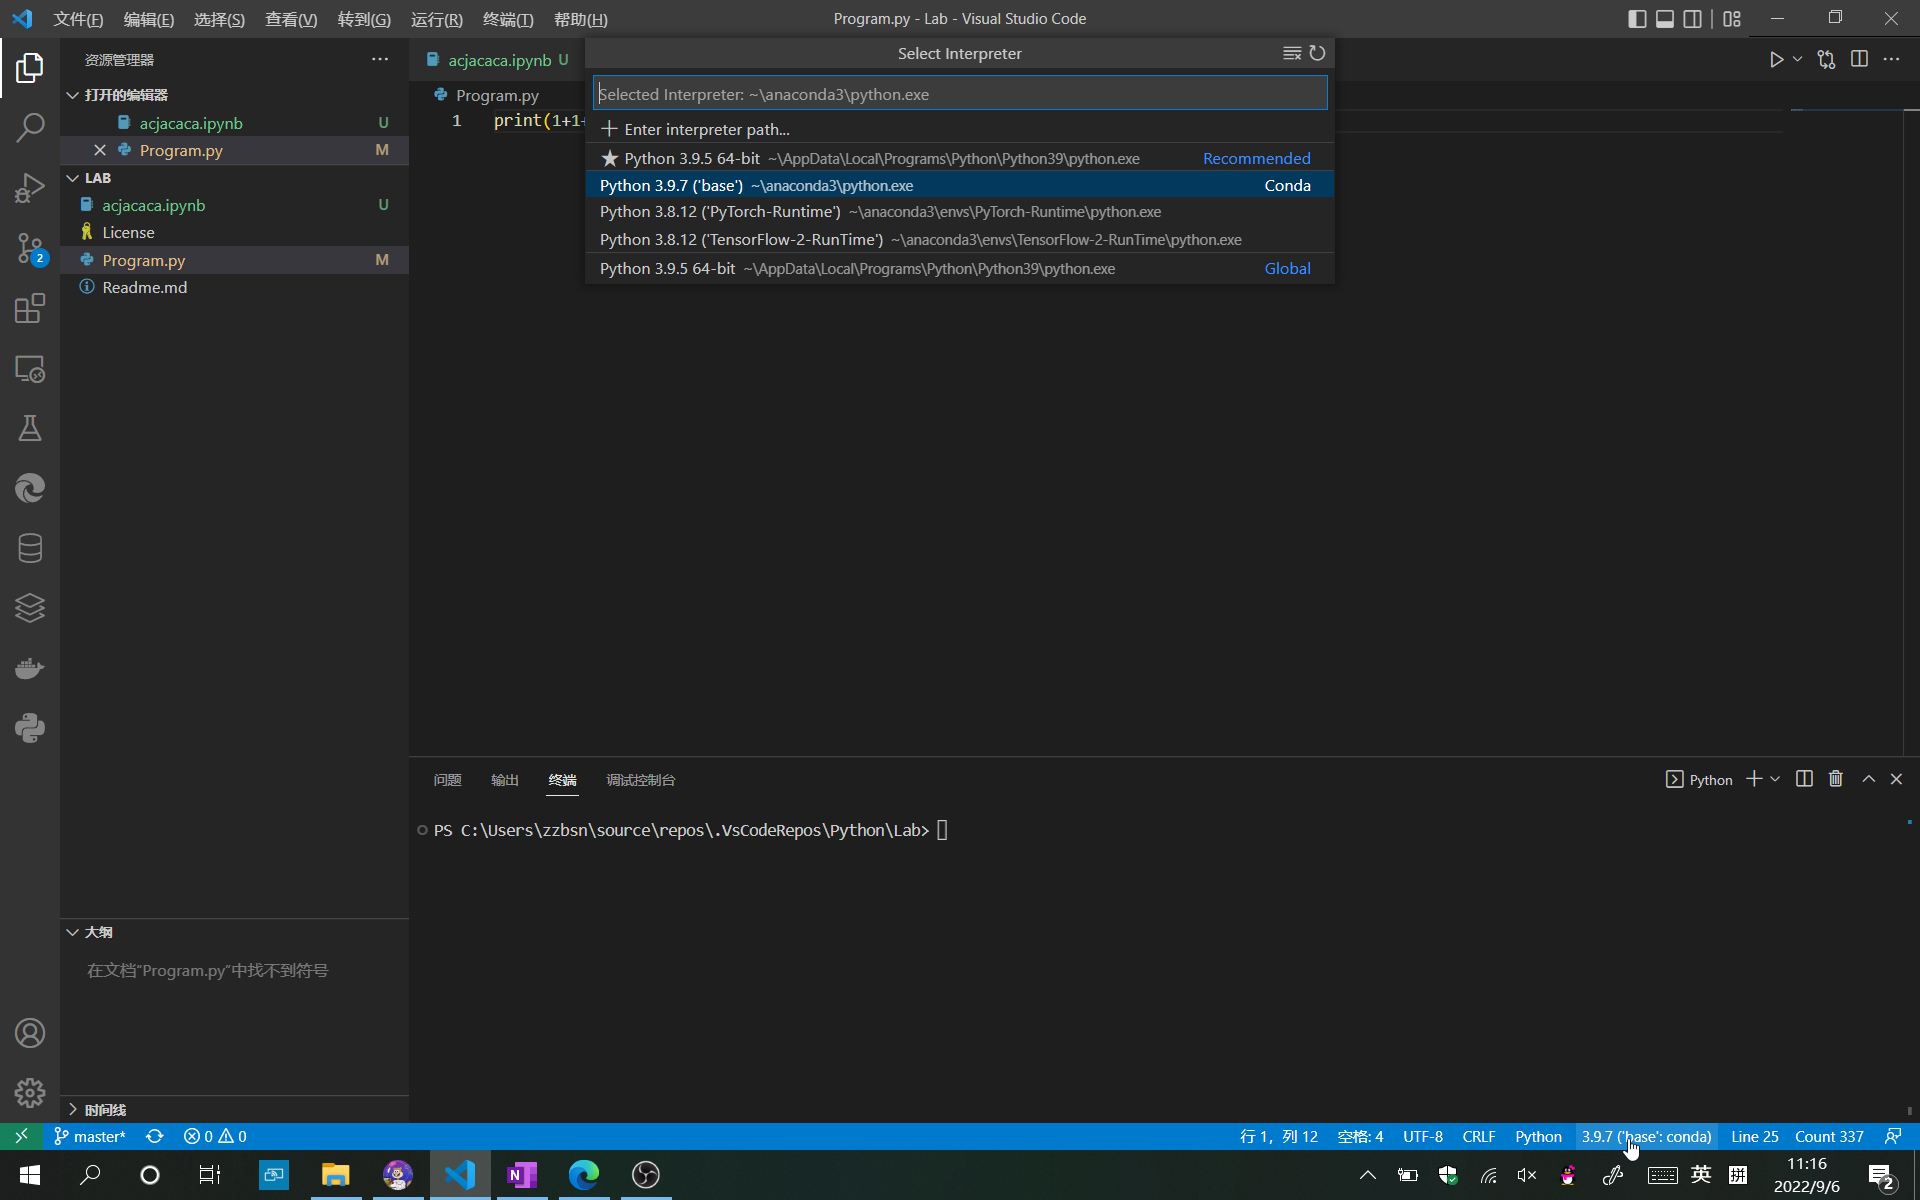 文件(F) 编辑(E) 选择(S) 查看(V) 转到(G) 运行(R) 终端(T) 帮助(H) Program.py - Lab - Visual Studio Code
资源管理器
打开的编辑器
acjacaca.ipynb U
Program.py M
LAB
acjacaca.ipynb U
License
Program.py M
Readme.md
大纲
在文档"Program.py"中找不到符号
时间线
acjacaca.ipynb U
Program.py
1 print(1+1+
Select Interpreter
Selected Interpreter: ~\anaconda3\python.exe
Enter interpreter path...
Python 3.9.5 64-bit ~\AppData\Local\Programs\Python\Python39\python.exe Recommended
Python 3.9.7 ('base') ~\anaconda3\python.exe Conda
Python 3.8.12 ('PyTorch-Runtime') ~\anaconda3\envs\PyTorch-Runtime\python.exe
Python 3.8.12 ('TensorFlow-2-RunTime') ~\anaconda3\envs\TensorFlow-2-RunTime\python.exe
Python 3.9.5 64-bit ~\AppData\Local\Programs\Python\Python39\python.exe Global
问题 输出 终端 调试控制台 Python
PS C:\Users\zzbsn\source\repos\.VsCodeRepos\Python\Lab>
2
master* 0 0 行 1，列 12 空格: 4 UTF-8 CRLF Python 3.9.7 ('base': conda) Line 25 Count 337
N 英 拼 11:16
2022/9/6 2